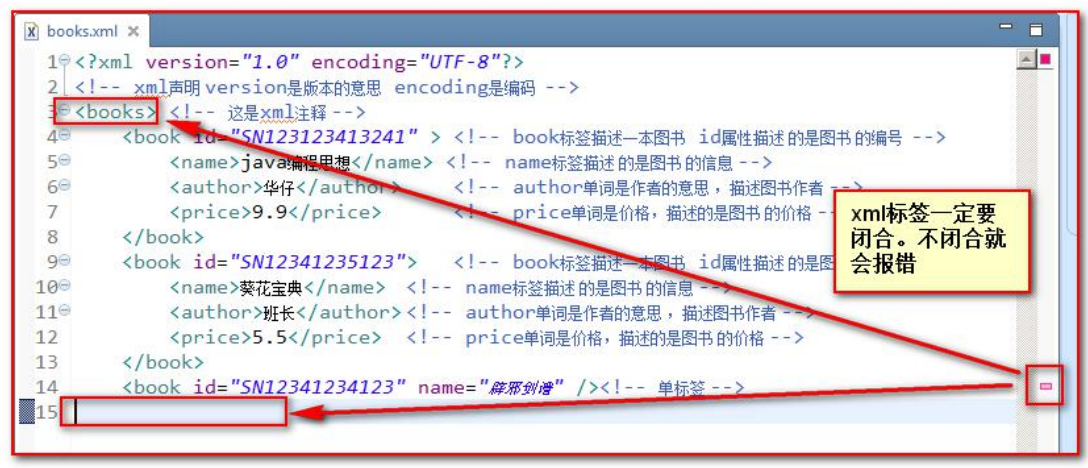 books.xml
1 <?xml version="1.0" encoding="UTF-8"?>
2 <!-- xml声明 version是版本的意思 encoding是编码 -->
3 <books> <!-- 这是xml注释 -->
4 <book id="SN123123413241" > <!-- book标签描述一本图书 id属性描述 的是图书 的编号 -->
5 <name>java编程思想</name> <!-- name标签描述 的是图书 的信息 -->
6 <author>华仔</author> <!-- author单词是作者的意思 ，描述图书作者 -->
7 <price>9.9</price> <!-- price单词是价格，描述的是图书 的价格 -
8 </book>
9 <book id="SN12341235123"> <!-- book标签描述一本图书 id属性描述 的是图
10 <name>葵花宝典</name> <!-- name标签描述 的是图书 的信息 -->
11 <author>班长</author> <!-- author单词是作者的意思 ，描述图书作者 -->
12 <price>5.5</price> <!-- price单词是价格，描述的是图书 的价格 -->
13 </book>
14 <book id="SN12341234123" name="辟邪剑谱" /><!-- 单标签 -->
15
xml标签一定要
闭合。不闭合就
会报错